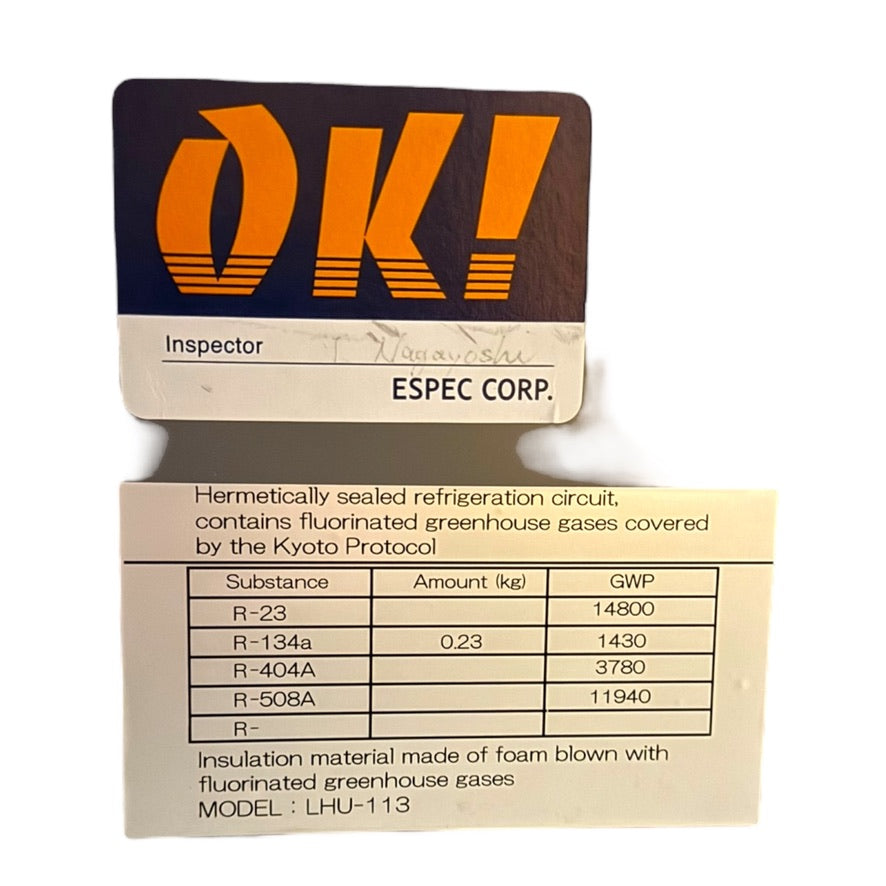 OK!
Inspector T. Nagayoshi
ESPEC CORP.
Hermetically sealed refrigeration circuit,
contains fluorinated greenhouse gases covered
by the Kyoto Protocol
Substance Amount (kg) GWP
R-23 14800
R-134a 0.23 1430
R-404A 3780
R-508A 11940
R-
Insulation material made of foam blown with
fluorinated greenhouse gases
MODEL : LHU-113